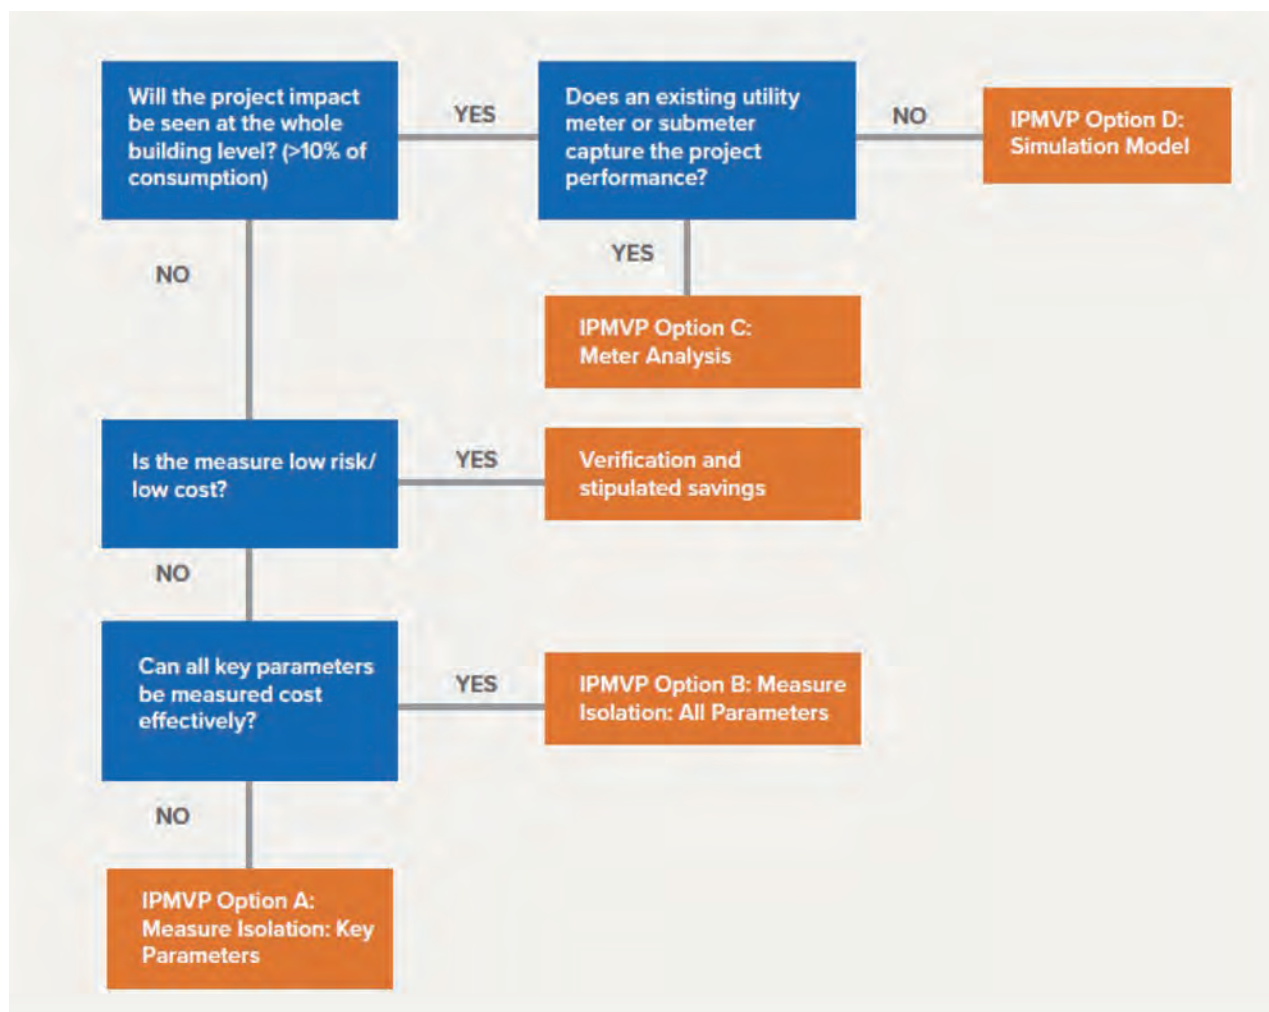 Will the project impact
be seen at the whole
building level? (>10% of
consumption)
YES
Does an existing utility
meter or submeter
capture the project
performance?
NO
IPMVP Option D:
Simulation Model
NO
YES
IPMVP Option C:
Meter Analysis
Is the measure low risk/
low cost?
YES
Verification and
stipulated savings
NO
Can all key parameters
be measured cost
effectively?
YES
IPMVP Option B: Measure
Isolation: All Parameters
NO
IPMVP Option A:
Measure Isolation: Key
Parameters